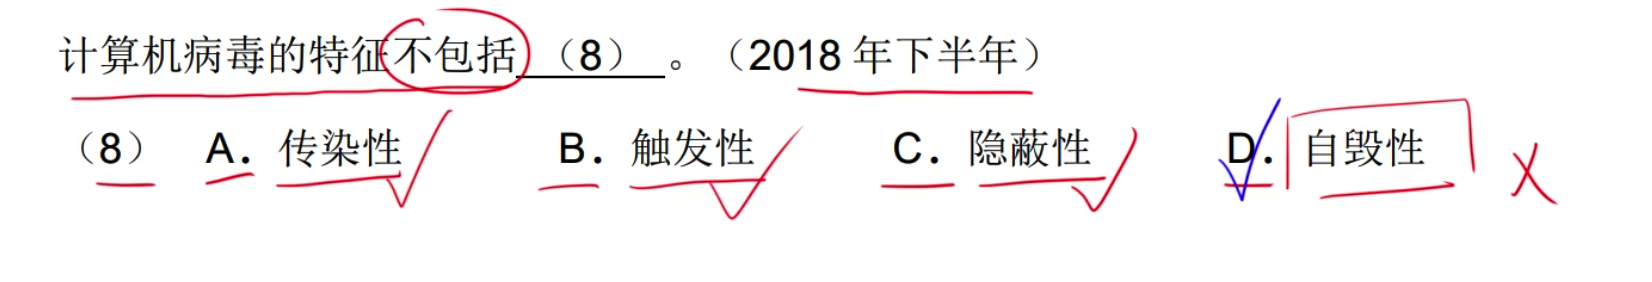 计算机病毒的特征不包括 （8） 。（2018 年下半年）
（8） A. 传染性 B. 触发性 C. 隐蔽性 D. 自毁性